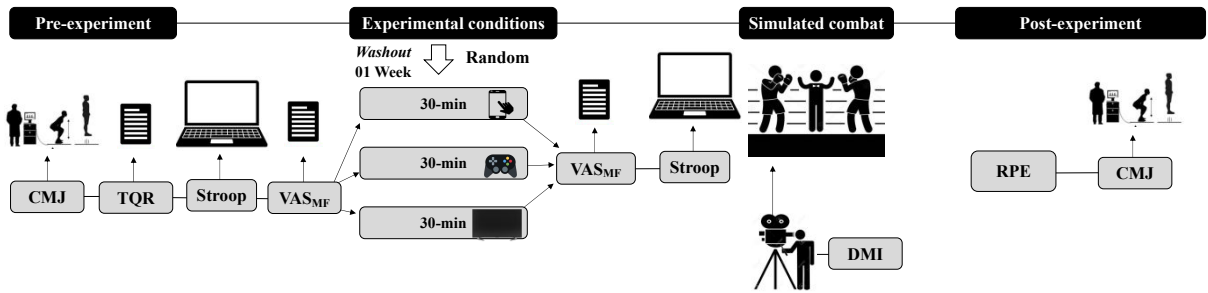 Pre-experiment
Experimental conditions
Simulated combat
Post-experiment
Washout
01 Week
Random
30-min
30-min
30-min
CMJ
TQR
Stroop
VASMF
VASMF
Stroop
DMI
RPE
CMJ